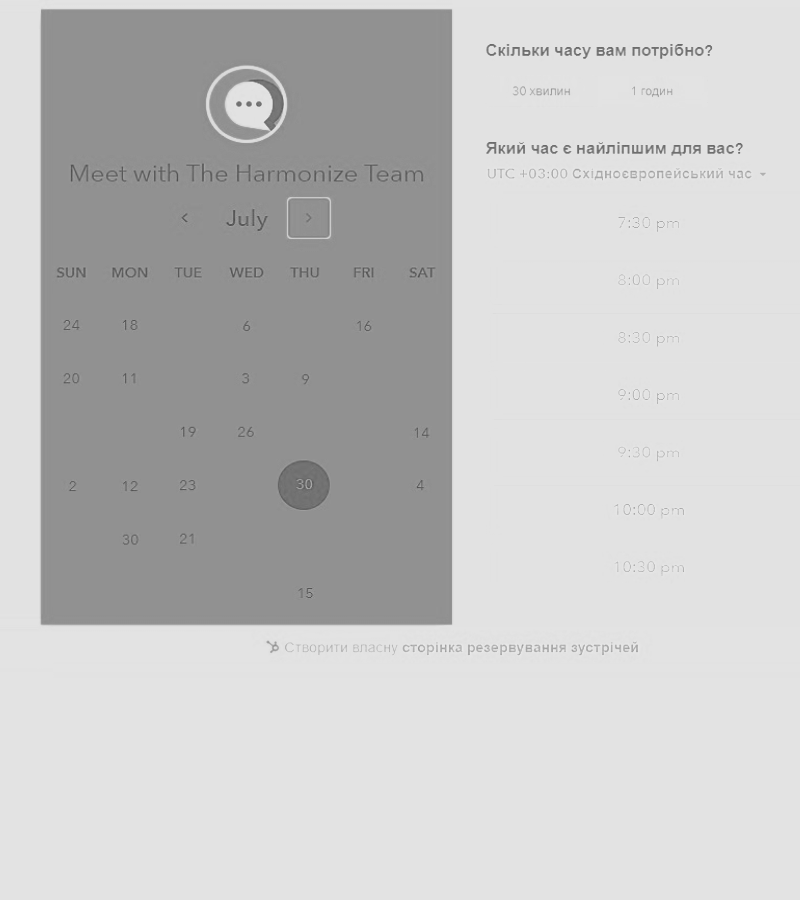 Meet with The Harmonize Team
July
SUN MON TUE WED THU FRI SAT
24 18 6 16
20 11 3 9
19 26 14
2 12 23 30 4
30 21
15
Скільки часу вам потрібно?
30 хвилин 1 годин
Який час є найліпшим для вас?
UTC +03:00 Східноєвропейський час
7:30 pm
8:00 pm
8:30 pm
9:00 pm
9:30 pm
10:00 pm
10:30 pm
Створити власну сторінка резервування зустрічей